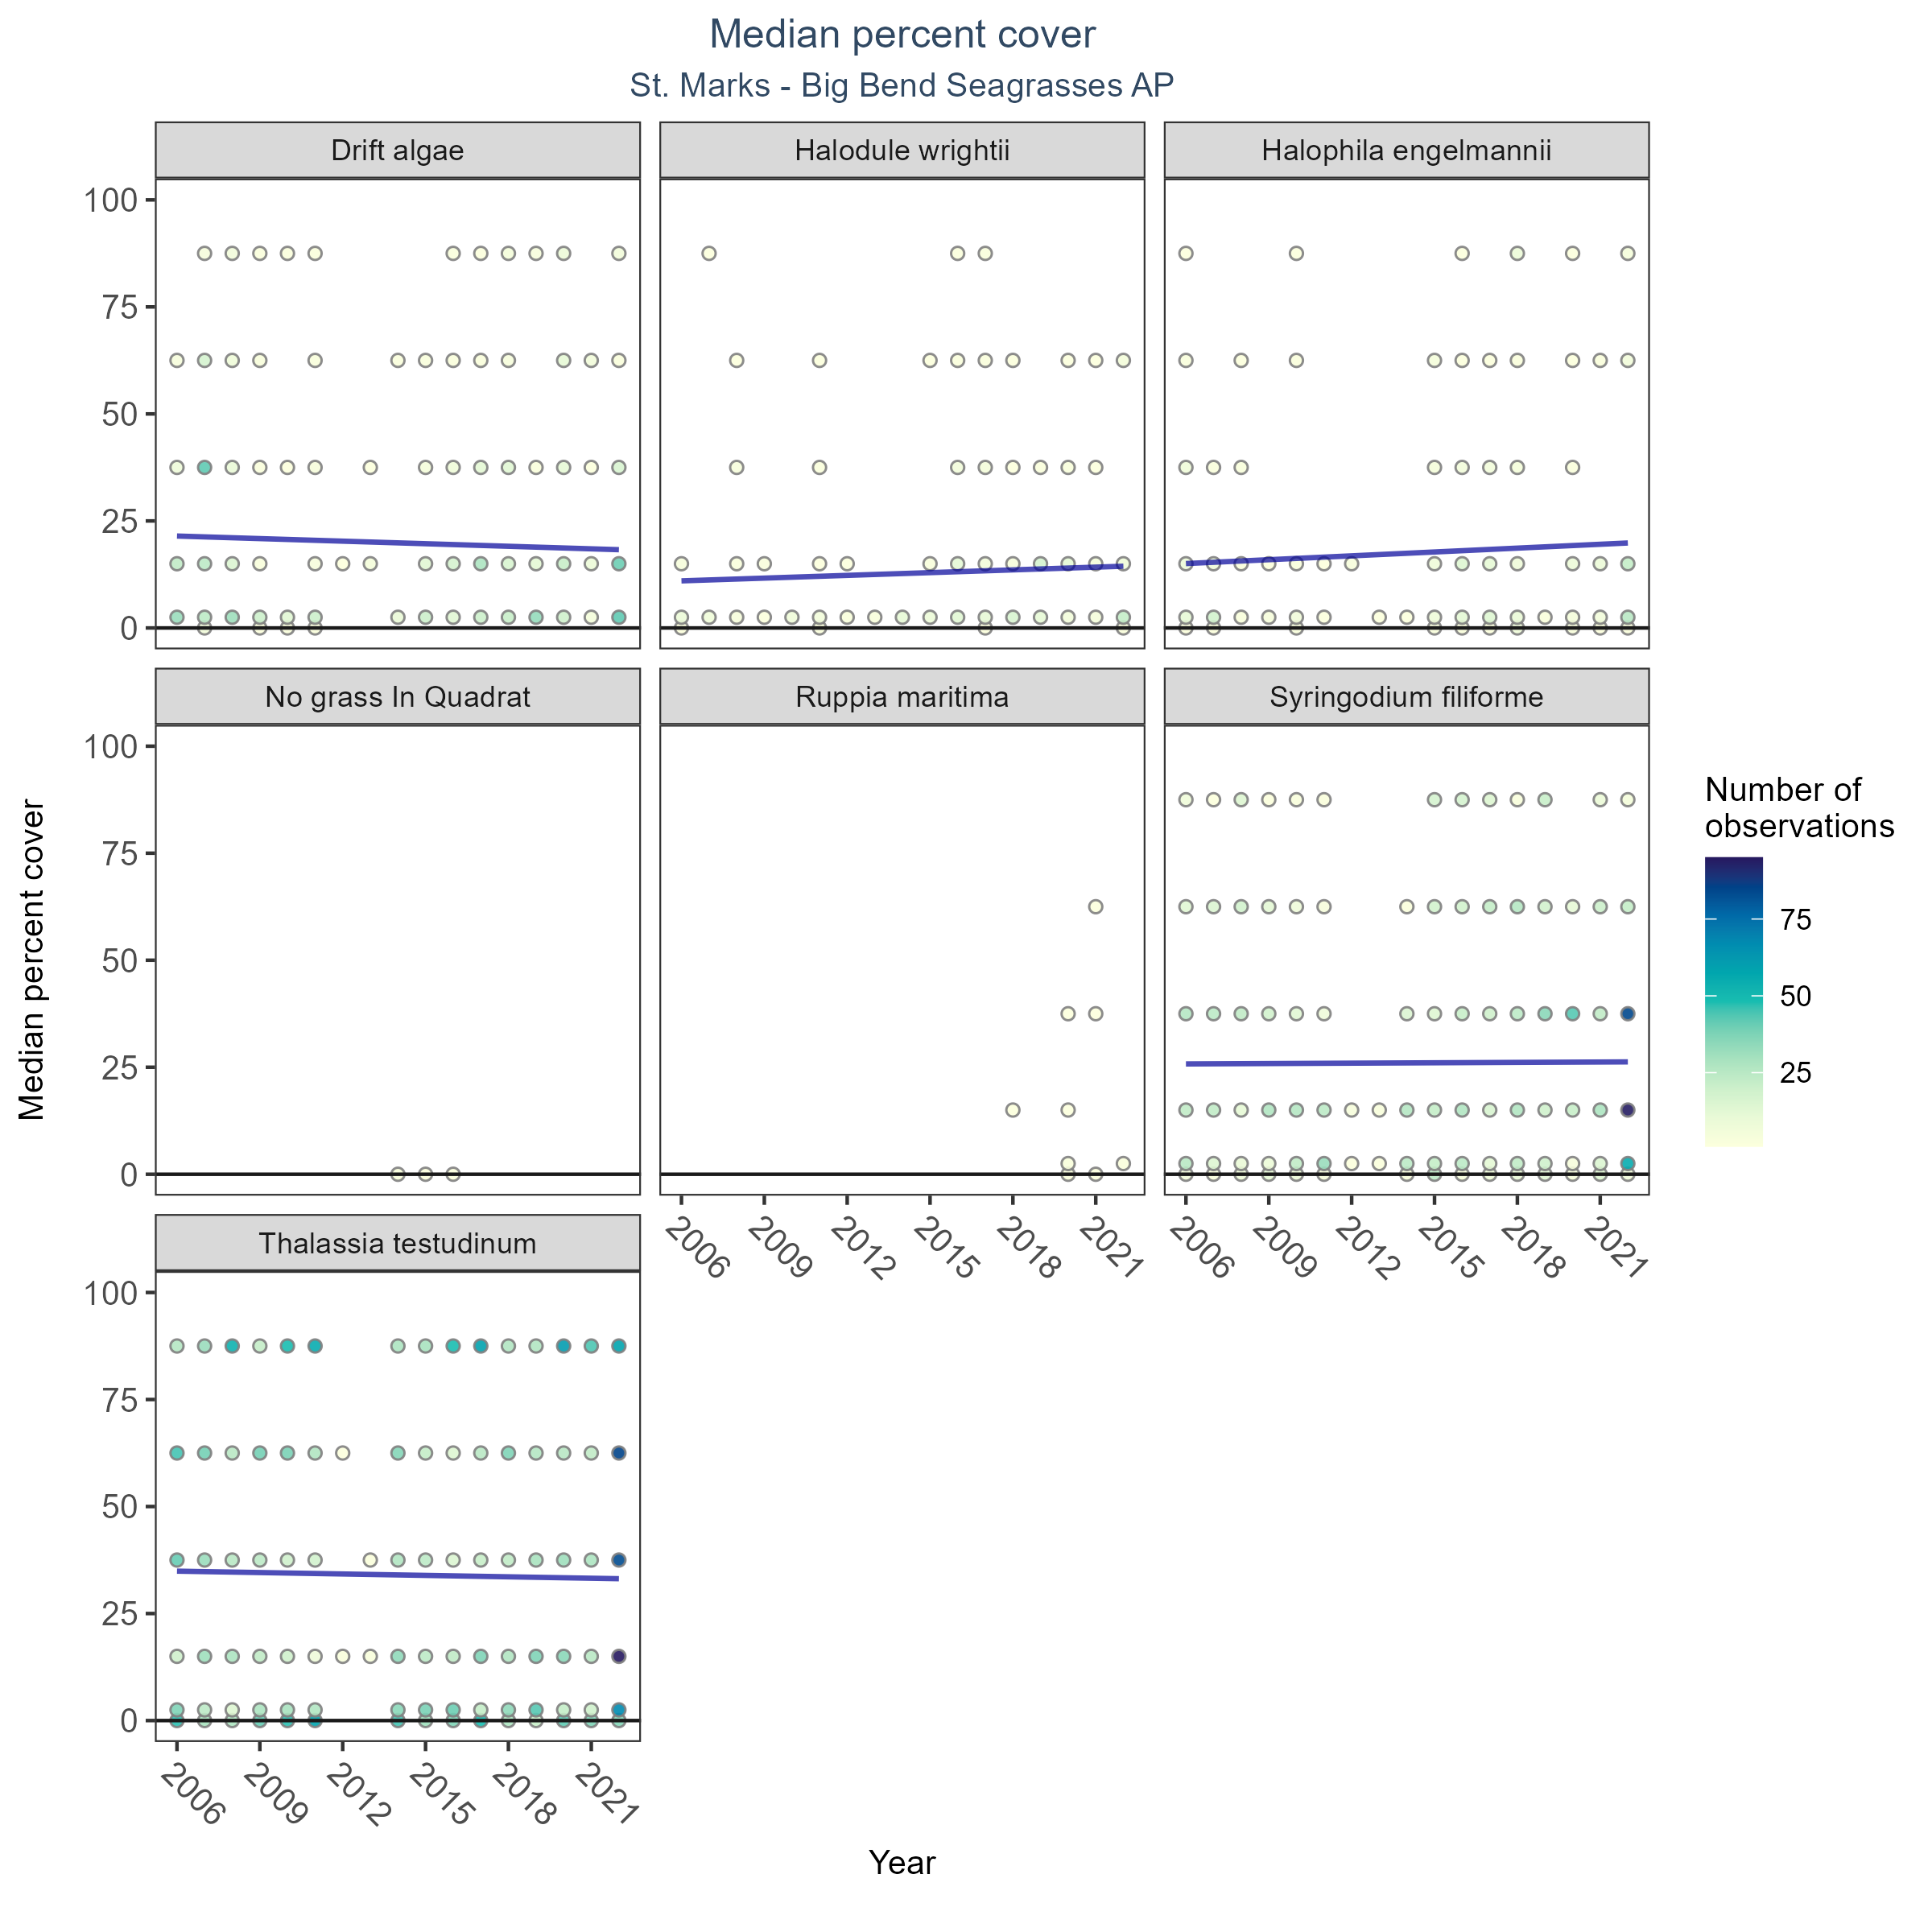 Median percent cover
St. Marks - Big Bend Seagrasses AP
Drift algae
Halodule wrightii
Halophila engelmannii
100
75
50
25
0
No grass In Quadrat
Ruppia maritima
Syringodium filiforme
100
75
50
25
0
2006
2009
2012
2015
2018
2021
2006
2009
2012
2015
2018
2021
Thalassia testudinum
100
75
50
25
0
2006
2009
2012
2015
2018
2021
Median percent cover
Year
Number of
observations
75
50
25